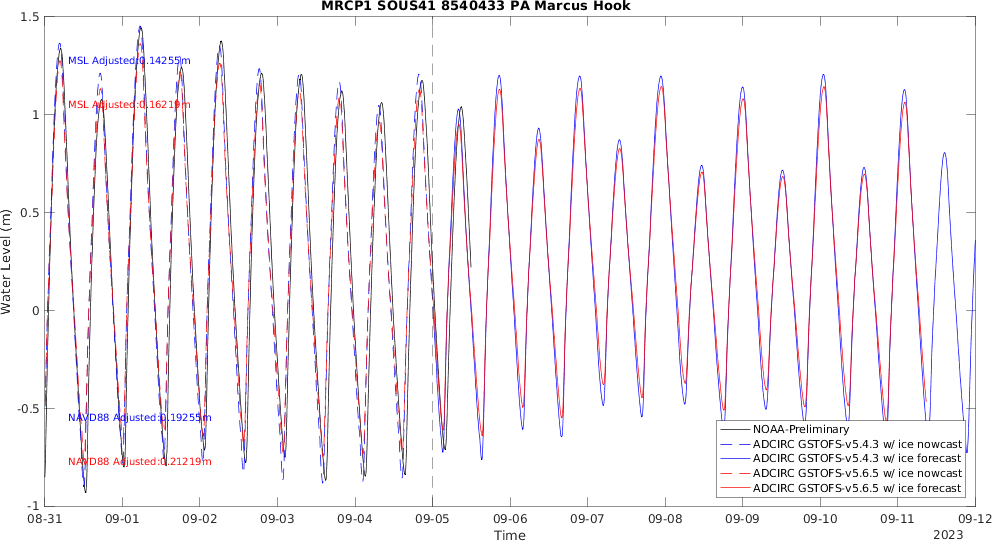 MRCP1 SOUS41 8540433 PA Marcus Hook
1.5
1
0.5
0
-0.5
-1
Water Level (m)
MSL Adjusted:0.14255m
MSL Adjusted:0.16219m
NAVD88 Adjusted:0.19255m
NAVD88 Adjusted:0.21219m
NOAA-Preliminary
ADCIRC GSTOFS-v5.4.3 w/ ice nowcast
ADCIRC GSTOFS-v5.4.3 w/ ice forecast
ADCIRC GSTOFS-v5.6.5 w/ ice nowcast
ADCIRC GSTOFS-v5.6.5 w/ ice forecast
08-31 09-01 09-02 09-03 09-04 09-05 09-06 09-07 09-08 09-09 09-10 09-11 09-12
Time
2023